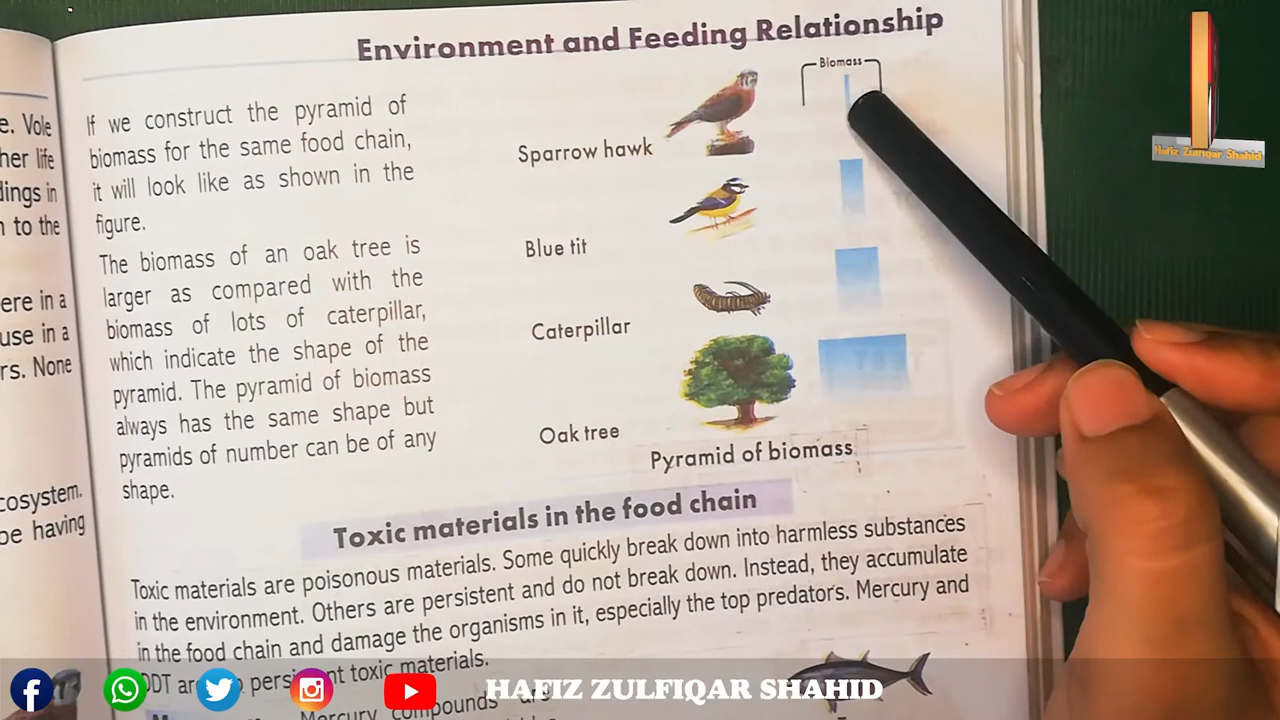 Environment and Feeding Relationship
If we construct the pyramid of
biomass for the same food chain,
it will look like as shown in the
figure.
The biomass of an oak tree is
larger as compared with the
biomass of lots of caterpillar,
which indicate the shape of the
pyramid. The pyramid of biomass
always has the same shape but
pyramids of number can be of any
shape.
Biomass
Sparrow hawk
Blue tit
Caterpillar
Oak tree
Pyramid of biomass
Toxic materials in the food chain
Toxic materials are poisonous materials. Some quickly break down into harmless substances
in the environment. Others are persistent and do not break down. Instead, they accumulate
in the food chain and damage the organisms in it, especially the top predators. Mercury and
DDT are persistent toxic materials.
Mercury compounds are
e. Vole
her life
dings in
n to the
ere in a
use in a
rs. None
cosystem.
be having
Hafiz Zulfiqar Shahid
HAFIZ ZULFIQAR SHAHID